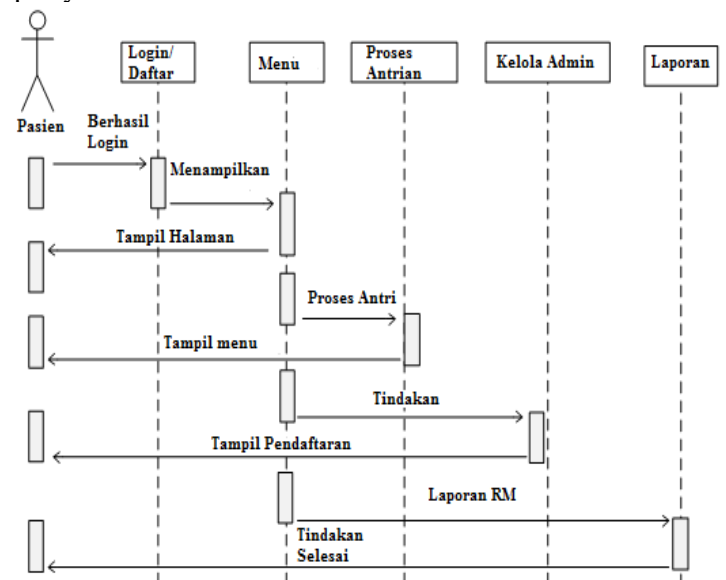 Login/
Daftar
Menu
Proses
Antrian
Kelola Admin
Laporan
Pasien
Berhasil
Login
Menampilkan
Tampil Halaman
Proses Antri
Tampil menu
Tindakan
Tampil Pendaftaran
Laporan RM
Tindakan
Selesai